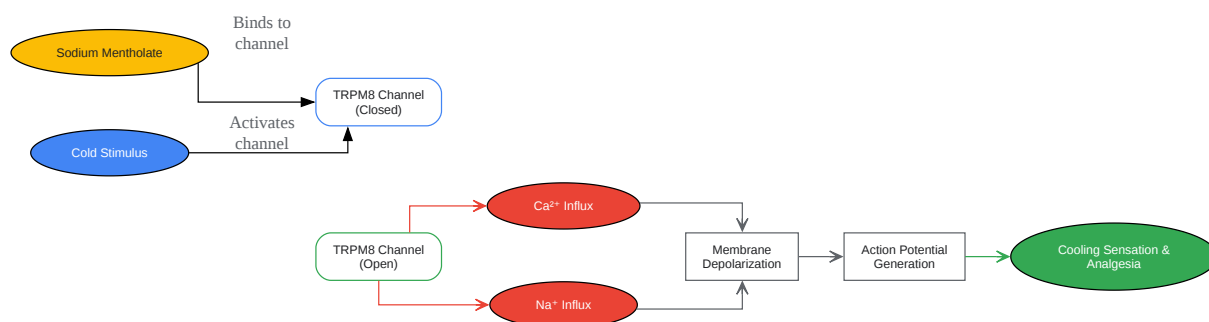 Binds to
channel
Sodium Mentholate
TRPM8 Channel
(Closed)
Activates
channel
Cold Stimulus
Ca²⁺ Influx
TRPM8 Channel
(Open)
Membrane
Depolarization
Action Potential
Generation
Cooling Sensation &
Analgesia
Na⁺ Influx